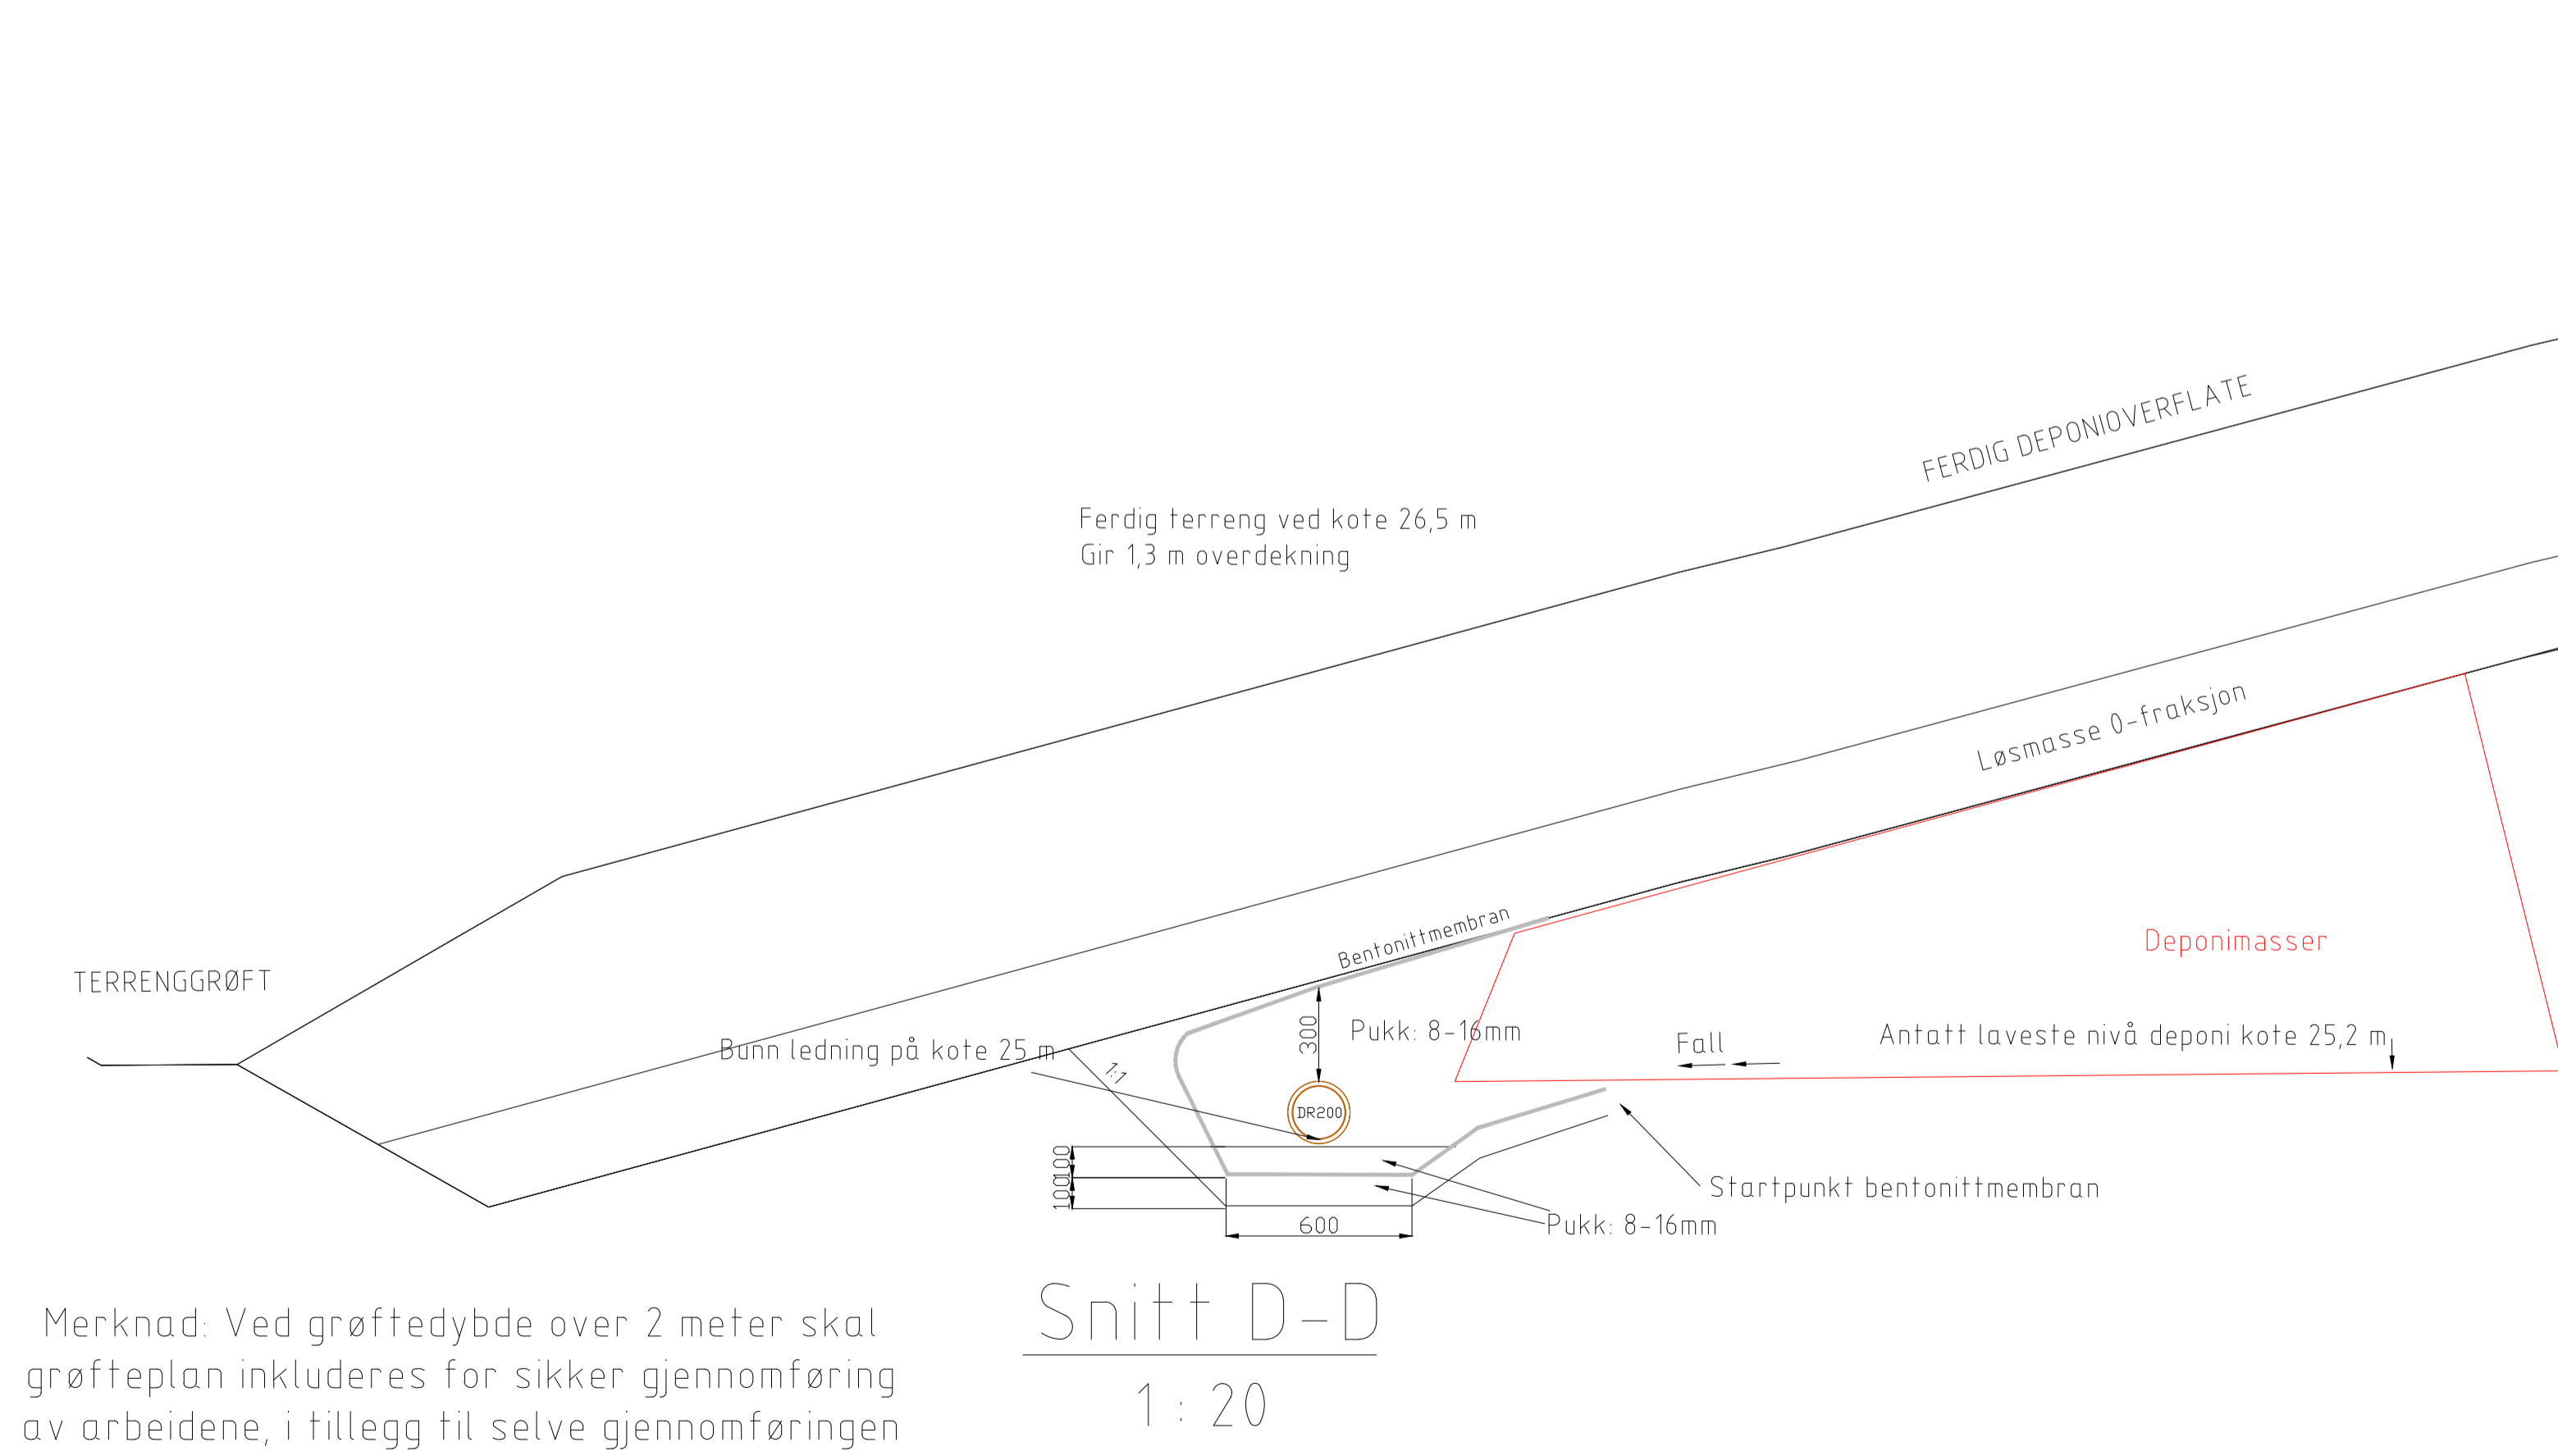 FERDIG DEPONIOVERFLATE
Ferdig terreng ved kote 26,5 m
Gir 1,3 m overdekning
Løsmasse 0-fraksjon
Bentonittmembran
Deponimasser
TERRENGGRØFT
Bunn ledning på kote 25 m
1:1
300
Pukk: 8-16mm
Fall
Antatt laveste nivå deponi kote 25,2 m
DR200
100
100
Startpunkt bentonittmembran
Pukk: 8-16mm
600
Snitt D-D
1 : 20
Merknad: Ved grøftedybde over 2 meter skal
grøfteplan inkluderes for sikker gjennomføring
av arbeidene, i tillegg til selve gjennomføringen